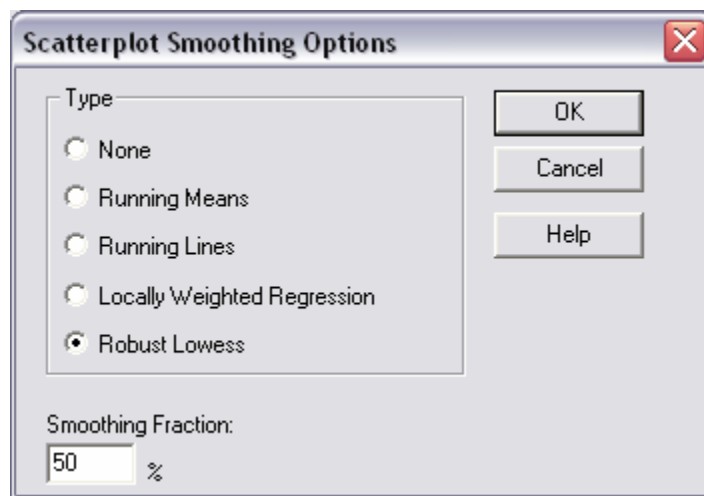 Scatterplot Smoothing Options
Type
None
Running Means
Running Lines
Locally Weighted Regression
Robust Lowess
OK
Cancel
Help
Smoothing Fraction:
50 %